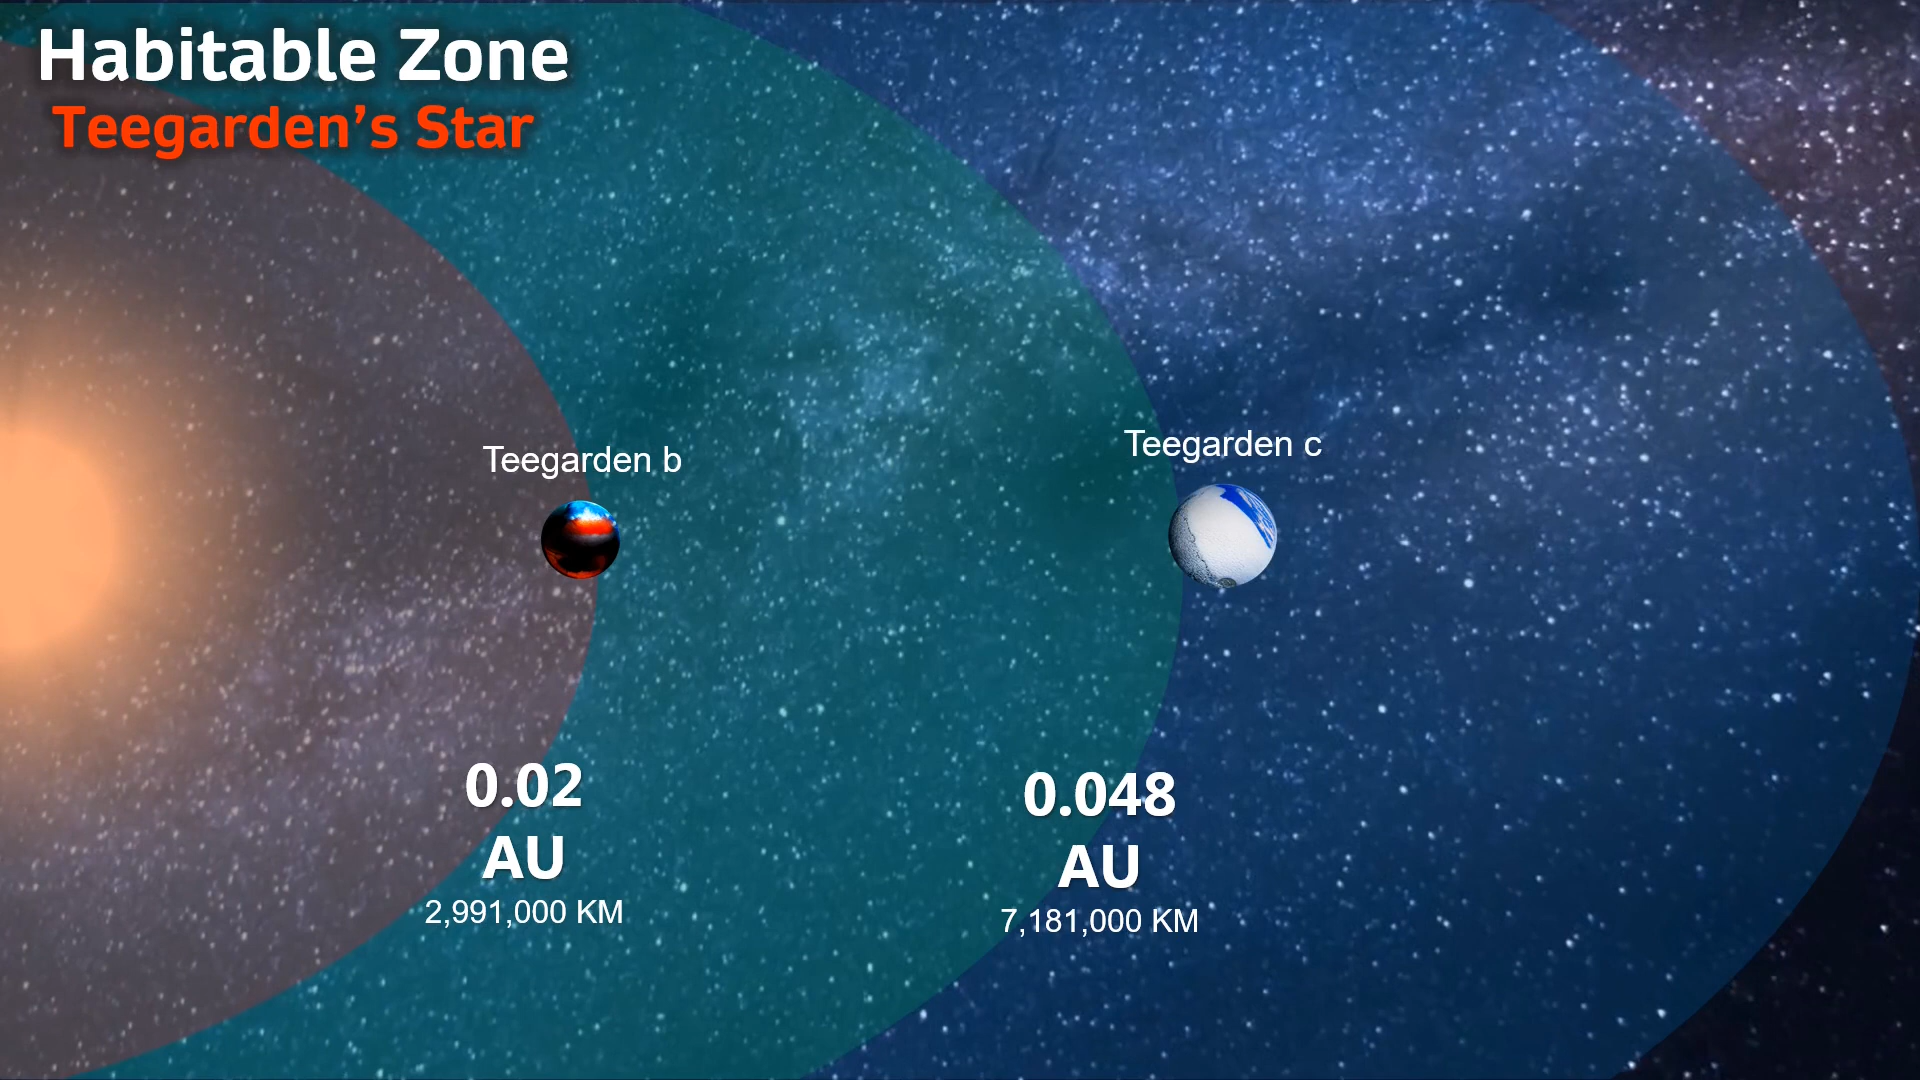 Habitable Zone
Teegarden’s Star
Teegarden b
Teegarden c
0.02
AU
2,991,000 KM
0.048
AU
7,181,000 KM